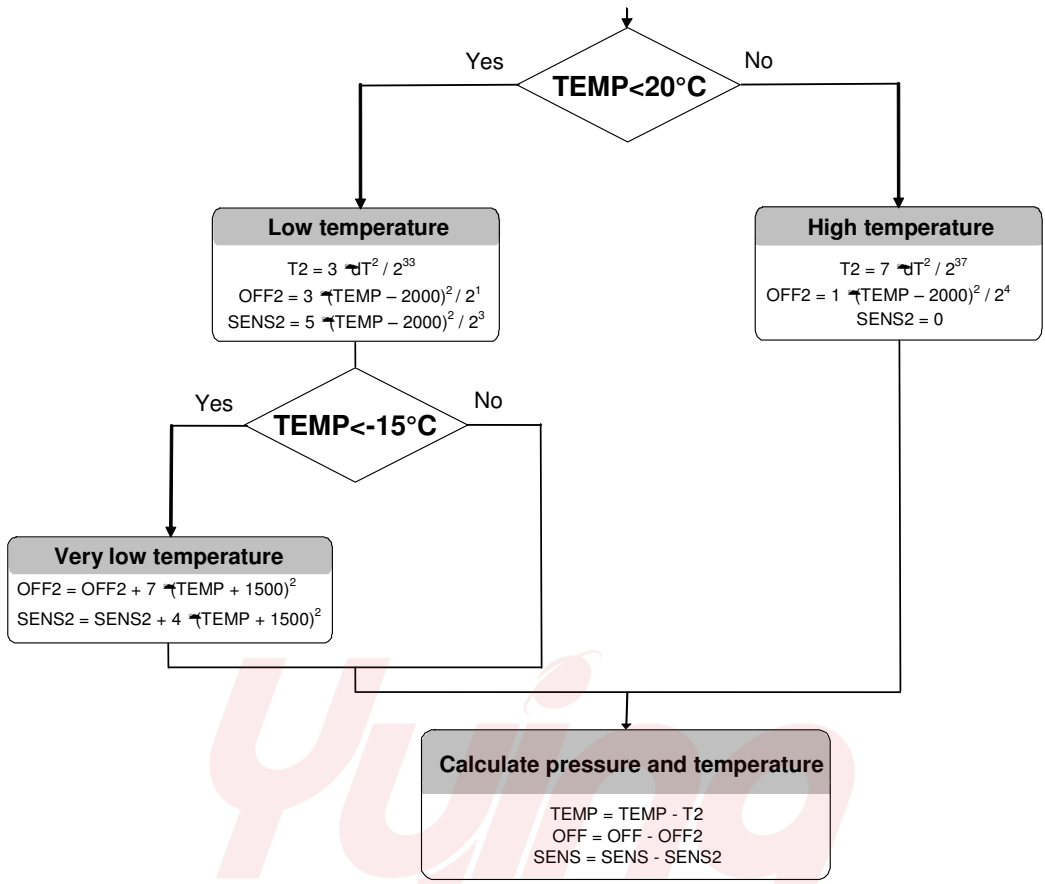 Yes
No
TEMP<20°C
Low temperature
T2 = 3 dT² / 2³³
OFF2 = 3 (TEMP – 2000)² / 2¹
SENS2 = 5 (TEMP – 2000)² / 2³
High temperature
T2 = 7 dT² / 2³⁷
OFF2 = 1 (TEMP – 2000)² / 2⁴
SENS2 = 0
Yes
No
TEMP<-15°C
Very low temperature
OFF2 = OFF2 + 7 (TEMP + 1500)²
SENS2 = SENS2 + 4 (TEMP + 1500)²
Calculate pressure and temperature
TEMP = TEMP - T2
OFF = OFF - OFF2
SENS = SENS - SENS2